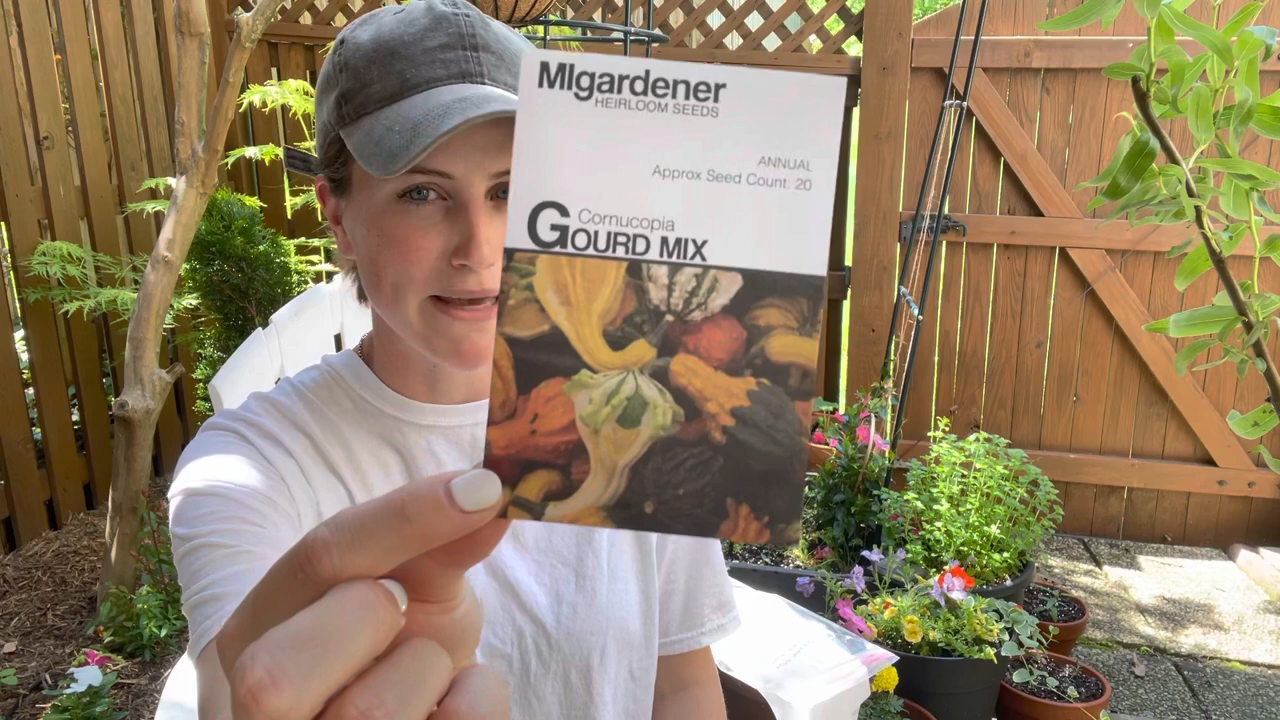 MIgardener
HEIRLOOM SEEDS
ANNUAL
Approx Seed Count: 20
Cornucopia
GOURD MIX